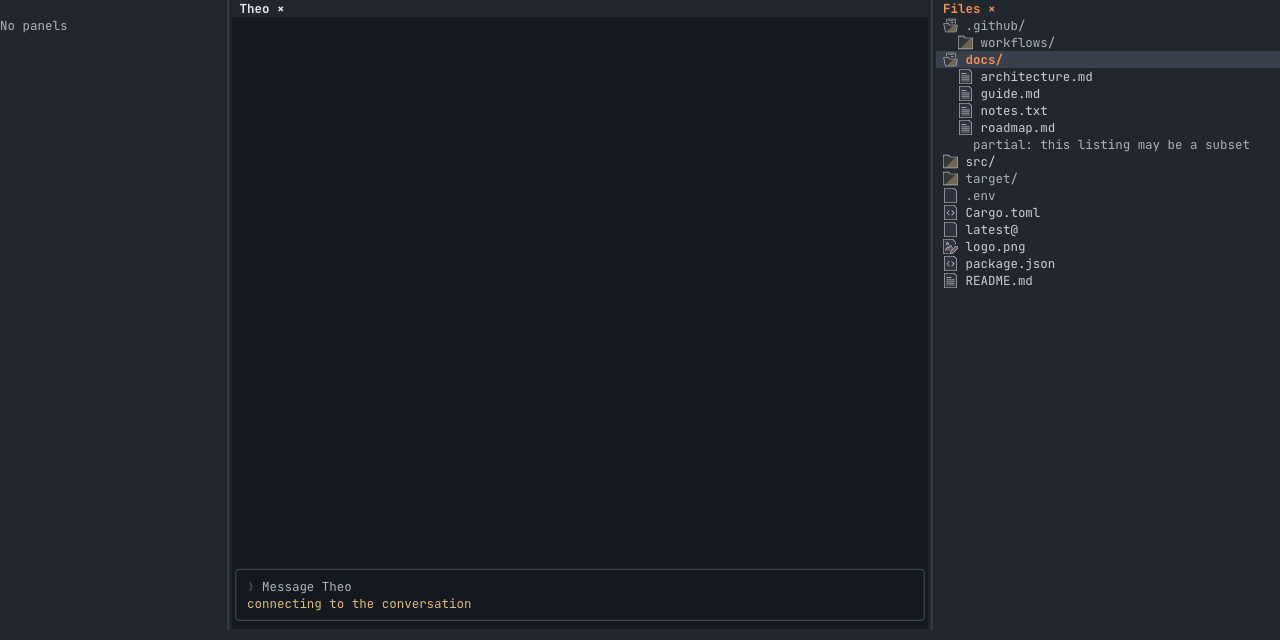 No panels
Theo ×
❯ Message Theo
connecting to the conversation
Files ×
.github/
workflows/
docs/
architecture.md
guide.md
notes.txt
roadmap.md
partial: this listing may be a subset
src/
target/
.env
Cargo.toml
latest@
logo.png
package.json
README.md